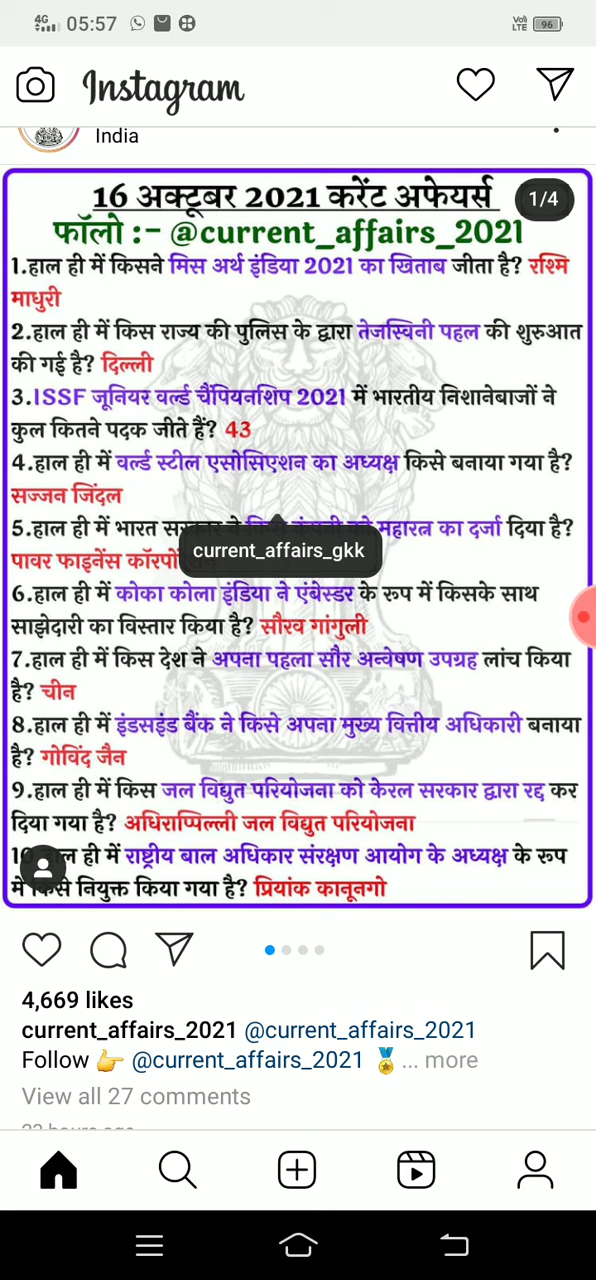 4G 05:57 Vo) LTE 96
Instagram
India
1/4
16 अक्टूबर 2021 करेंट अफेयर्स
फॉलो :- @current_affairs_2021
1.हाल ही में किसने मिस अर्थ इंडिया 2021 का खिताब जीता है? रश्मि
माधुरी
2.हाल ही में किस राज्य की पुलिस के द्वारा तेजस्विनी पहल की शुरुआत
की गई है? दिल्ली
3.ISSF जूनियर वर्ल्ड चैंपियनशिप 2021 में भारतीय निशानेबाजों ने
कुल कितने पदक जीते हैं? 43
4.हाल ही में वर्ल्ड स्टील एसोसिएशन का अध्यक्ष किसे बनाया गया है?
सज्जन जिंदल
5.हाल ही में भारत सरकार ने किस कंपनी को महारत्न का दर्जा दिया है?
पावर फाइनेंस
current_affairs_gkk
6.हाल ही में कोका कोला इंडिया ने एंबेस्डर के रूप में किसके साथ
साझेदारी का विस्तार किया है? सौरव गांगुली
7.हाल ही में किस देश ने अपना पहला सौर अन्वेषण उपग्रह लांच किया
है? चीन
8.हाल ही में इंडसइंड बैंक ने किसे अपना मुख्य वित्तीय अधिकारी बनाया
है? गोविंद जैन
9.हाल ही में किस जल विद्युत परियोजना को केरल सरकार द्वारा रद्द कर
दिया गया है? अधिराप्पिल्ली जल विद्युत परियोजना
ही में राष्ट्रीय बाल अधिकार संरक्षण आयोग के अध्यक्ष के रूप
में किसे नियुक्त किया गया है? प्रियांक कानूनगो
4,669 likes
current_affairs_2021 @current_affairs_2021
Follow 👉 @current_affairs_2021 🏅 ... more
View all 27 comments